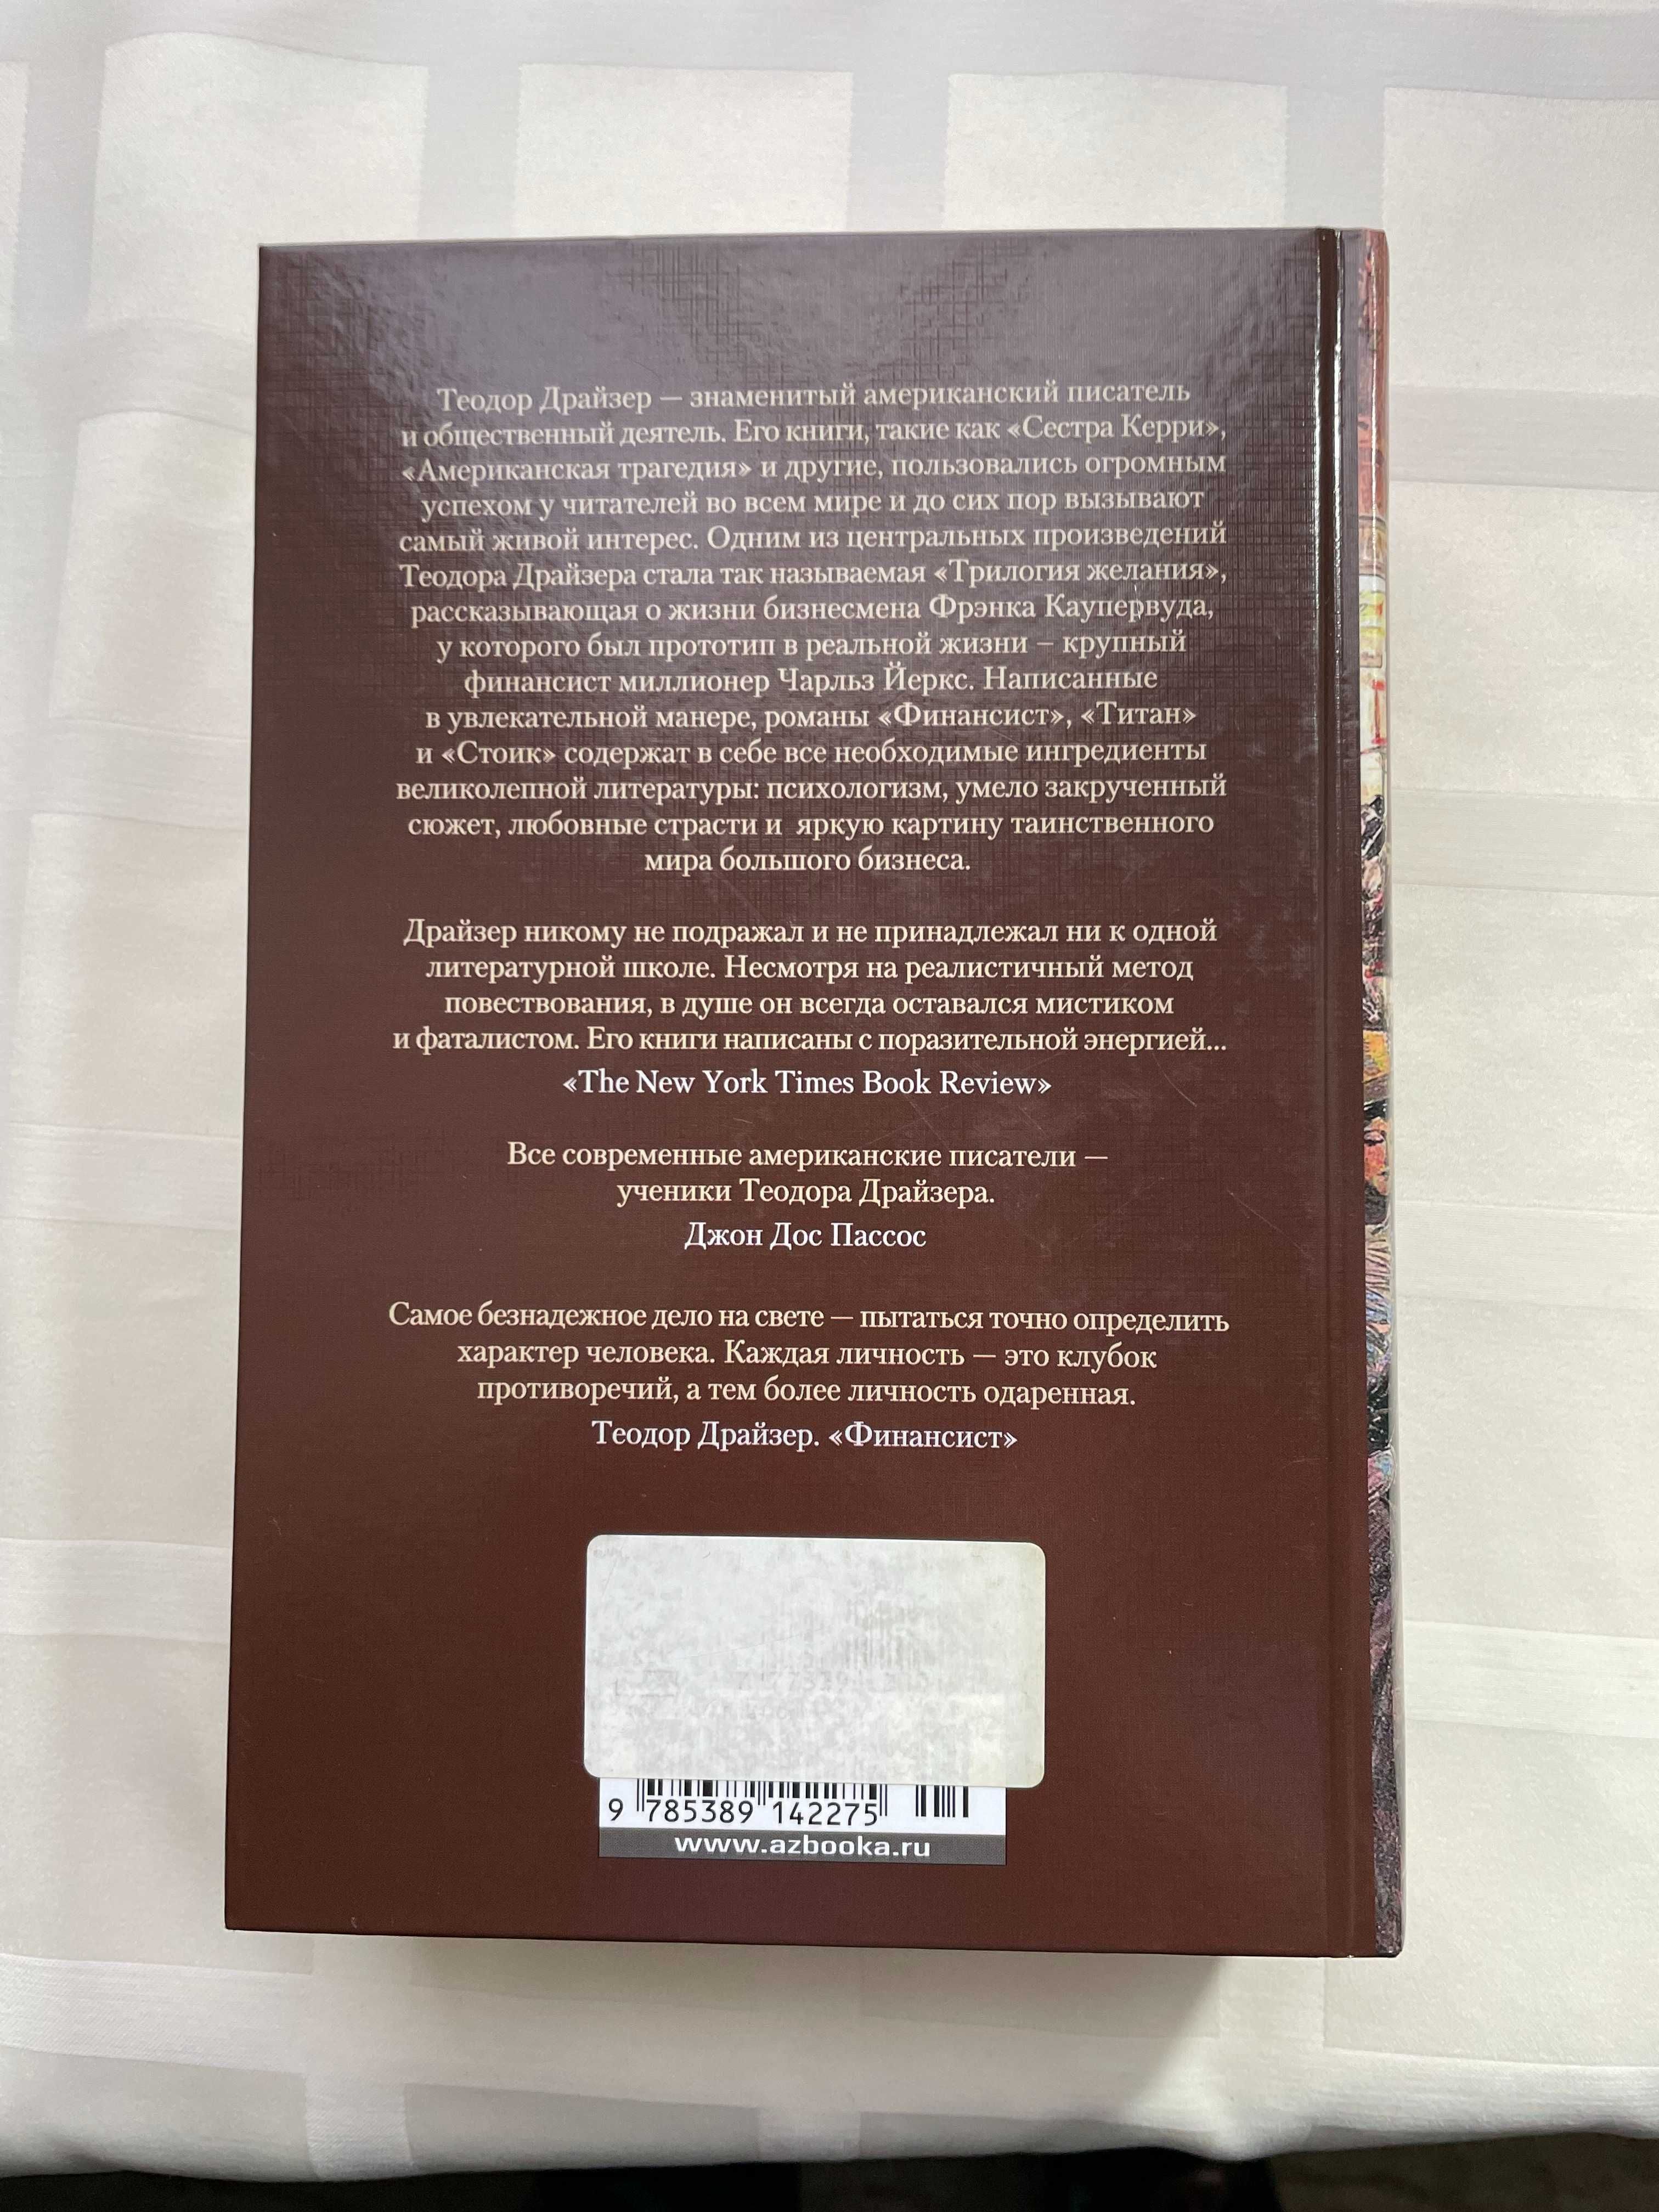 Теодор Драйзер — знаменитый американский писатель
и общественный деятель. Его книги, такие как «Сестра Керри»,
«Американская трагедия» и другие, пользовались огромным
успехом у читателей во всем мире и до сих пор вызывают
самый живой интерес. Одним из центральных произведений
Теодора Драйзера стала так называемая «Трилогия желания»,
рассказывающая о жизни бизнесмена Фрэнка Каупервуда,
у которого был прототип в реальной жизни – крупный
финансист миллионер Чарльз Йеркс. Написанные
в увлекательной манере, романы «Финансист», «Титан»
и «Стоик» содержат в себе все необходимые ингредиенты
великолепной литературы: психологизм, умело закрученный
сюжет, любовные страсти и яркую картину таинственного
мира большого бизнеса.
Драйзер никому не подражал и не принадлежал ни к одной
литературной школе. Несмотря на реалистичный метод
повествования, в душе он всегда оставался мистиком
и фаталистом. Его книги написаны с поразительной энергией...
«The New York Times Book Review»
Все современные американские писатели —
ученики Теодора Драйзера.
Джон Дос Пассос
Самое безнадежное дело на свете — пытаться точно определить
характер человека. Каждая личность — это клубок
противоречий, а тем более личность одаренная.
Теодор Драйзер. «Финансист»
9 785389 142275
www.azbooka.ru